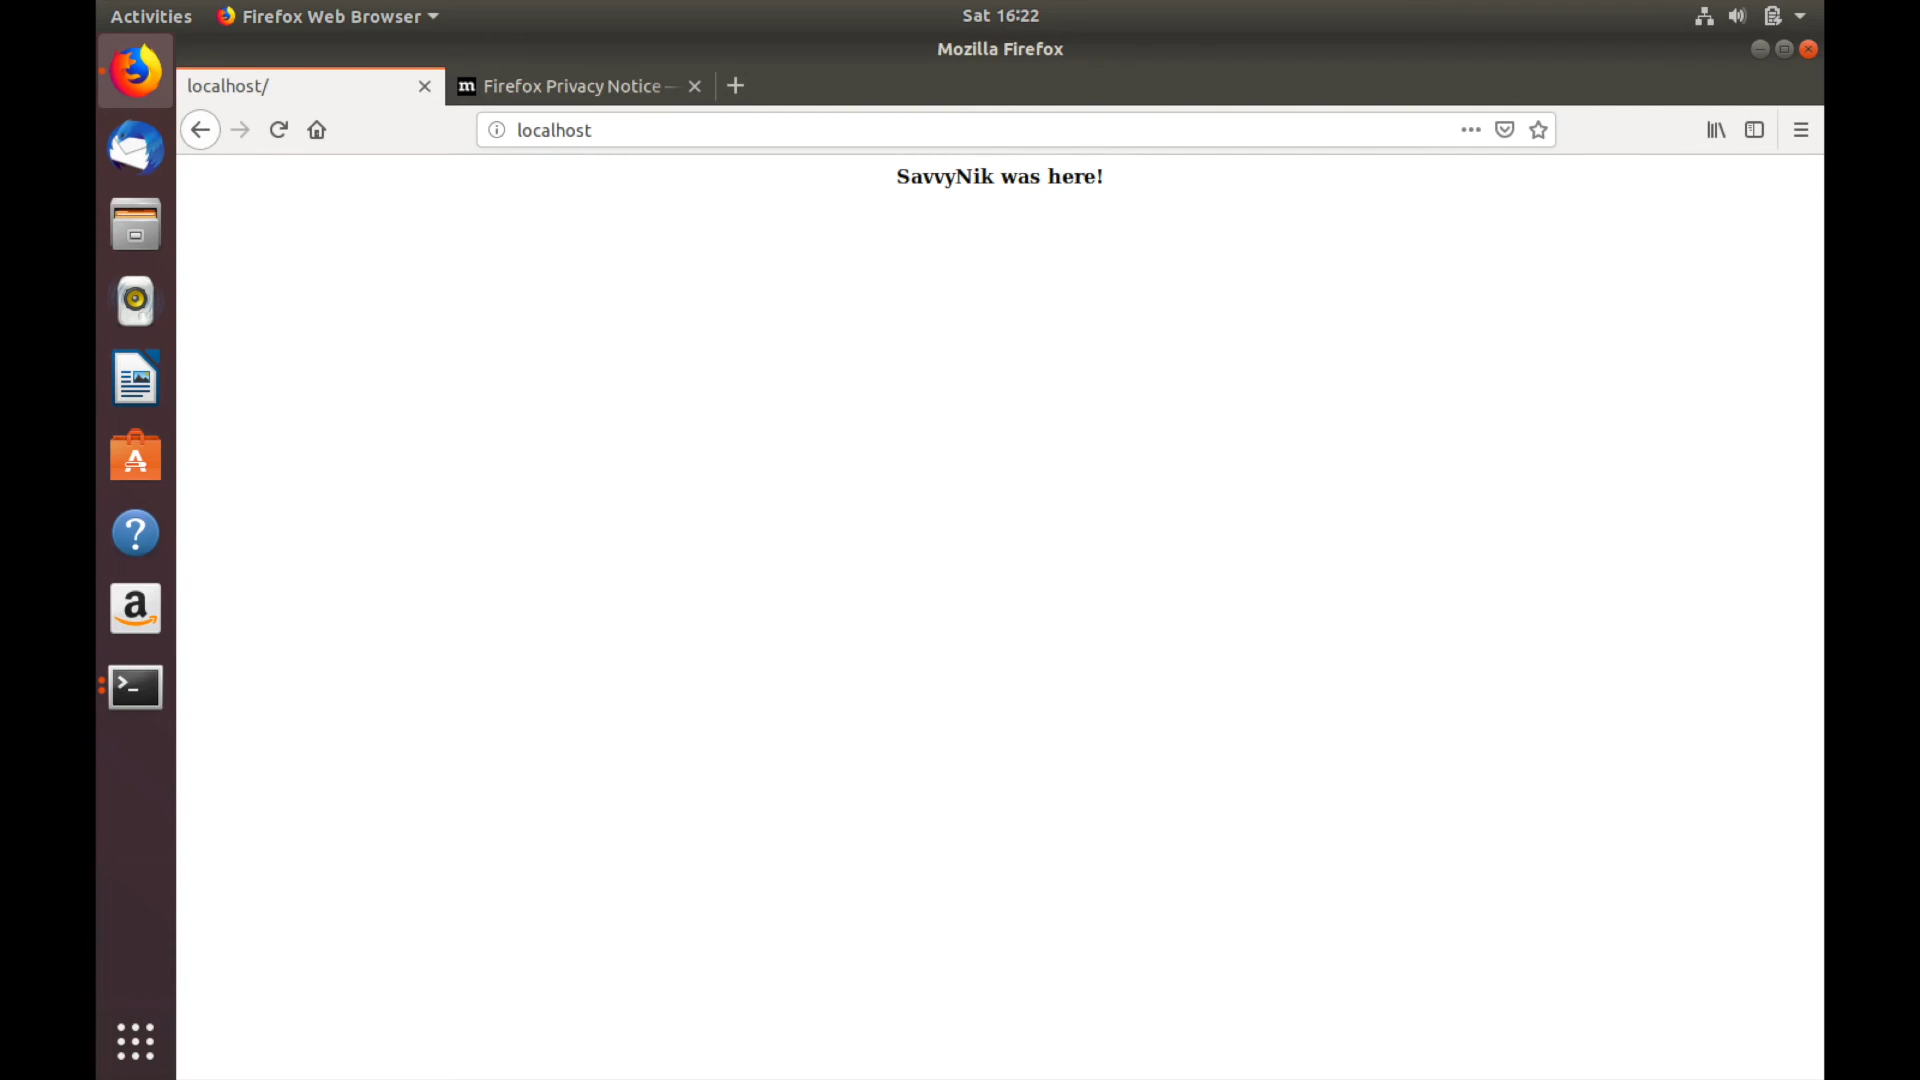 Activities Firefox Web Browser Sat 16:22
Mozilla Firefox
localhost/ m Firefox Privacy Notice —
localhost
SavvyNik was here!